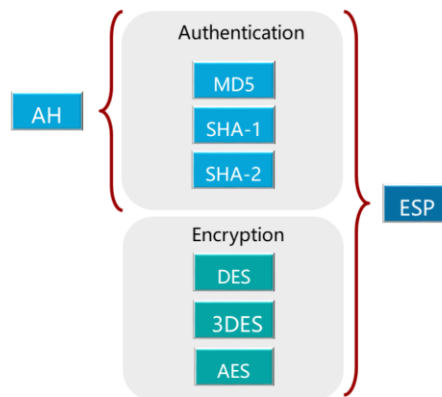 Authentication
MD5
AH
SHA-1
SHA-2
ESP
Encryption
DES
3DES
AES